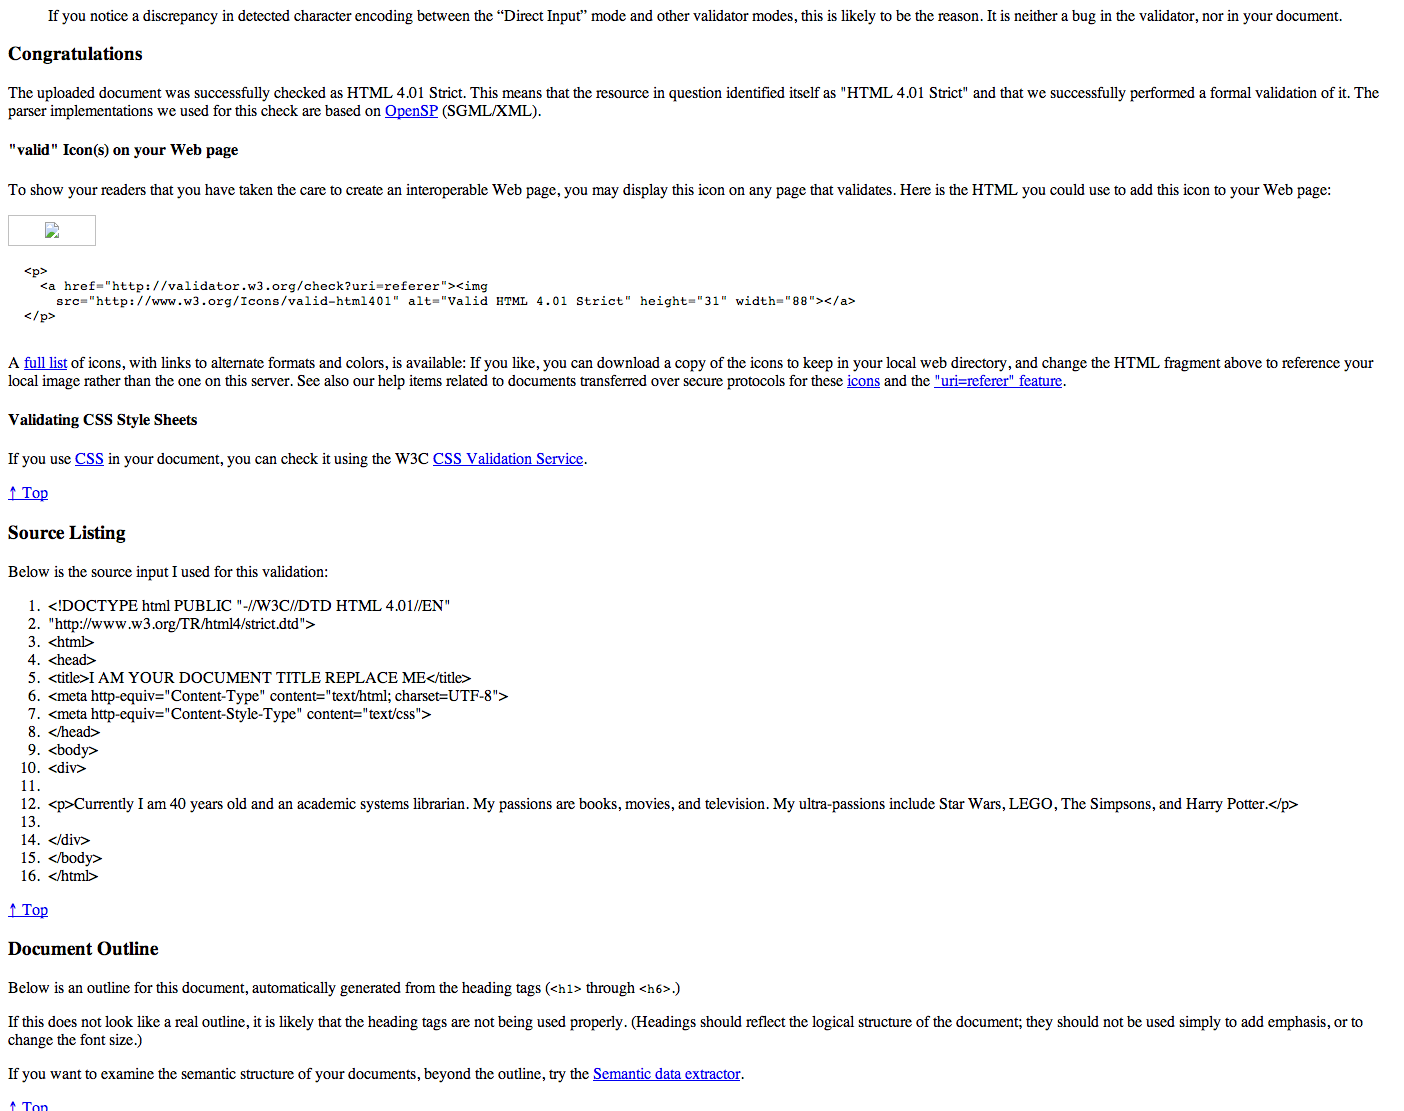 If you notice a discrepancy in detected character encoding between the “Direct Input” mode and other validator modes, this is likely to be the reason. It is neither a bug in the validator, nor in your document.
Congratulations
The uploaded document was successfully checked as HTML 4.01 Strict. This means that the resource in question identified itself as "HTML 4.01 Strict" and that we successfully performed a formal validation of it. The
parser implementations we used for this check are based on OpenSP (SGML/XML).
"valid" Icon(s) on your Web page
To show your readers that you have taken the care to create an interoperable Web page, you may display this icon on any page that validates. Here is the HTML you could use to add this icon to your Web page:
<p>
<a href="http://validator.w3.org/check?uri=referer"><img
src="http://www.w3.org/Icons/valid-html401" alt="Valid HTML 4.01 Strict" height="31" width="88"></a>
</p>
A full list of icons, with links to alternate formats and colors, is available: If you like, you can download a copy of the icons to keep in your local web directory, and change the HTML fragment above to reference your
local image rather than the one on this server. See also our help items related to documents transferred over secure protocols for these icons and the "uri=referer" feature.
Validating CSS Style Sheets
If you use CSS in your document, you can check it using the W3C CSS Validation Service.
↑ Top
Source Listing
Below is the source input I used for this validation:
1. <!DOCTYPE html PUBLIC "-//W3C//DTD HTML 4.01//EN"
2. "http://www.w3.org/TR/html4/strict.dtd">
3. <html>
4. <head>
5. <title>I AM YOUR DOCUMENT TITLE REPLACE ME</title>
6. <meta http-equiv="Content-Type" content="text/html; charset=UTF-8">
7. <meta http-equiv="Content-Style-Type" content="text/css">
8. </head>
9. <body>
10. <div>
11.
12. <p>Currently I am 40 years old and an academic systems librarian. My passions are books, movies, and television. My ultra-passions include Star Wars, LEGO, The Simpsons, and Harry Potter.</p>
13.
14. </div>
15. </body>
16. </html>
↑ Top
Document Outline
Below is an outline for this document, automatically generated from the heading tags (<h1> through <h6>.)
If this does not look like a real outline, it is likely that the heading tags are not being used properly. (Headings should reflect the logical structure of the document; they should not be used simply to add emphasis, or to
change the font size.)
If you want to examine the semantic structure of your documents, beyond the outline, try the Semantic data extractor.
↑ Top